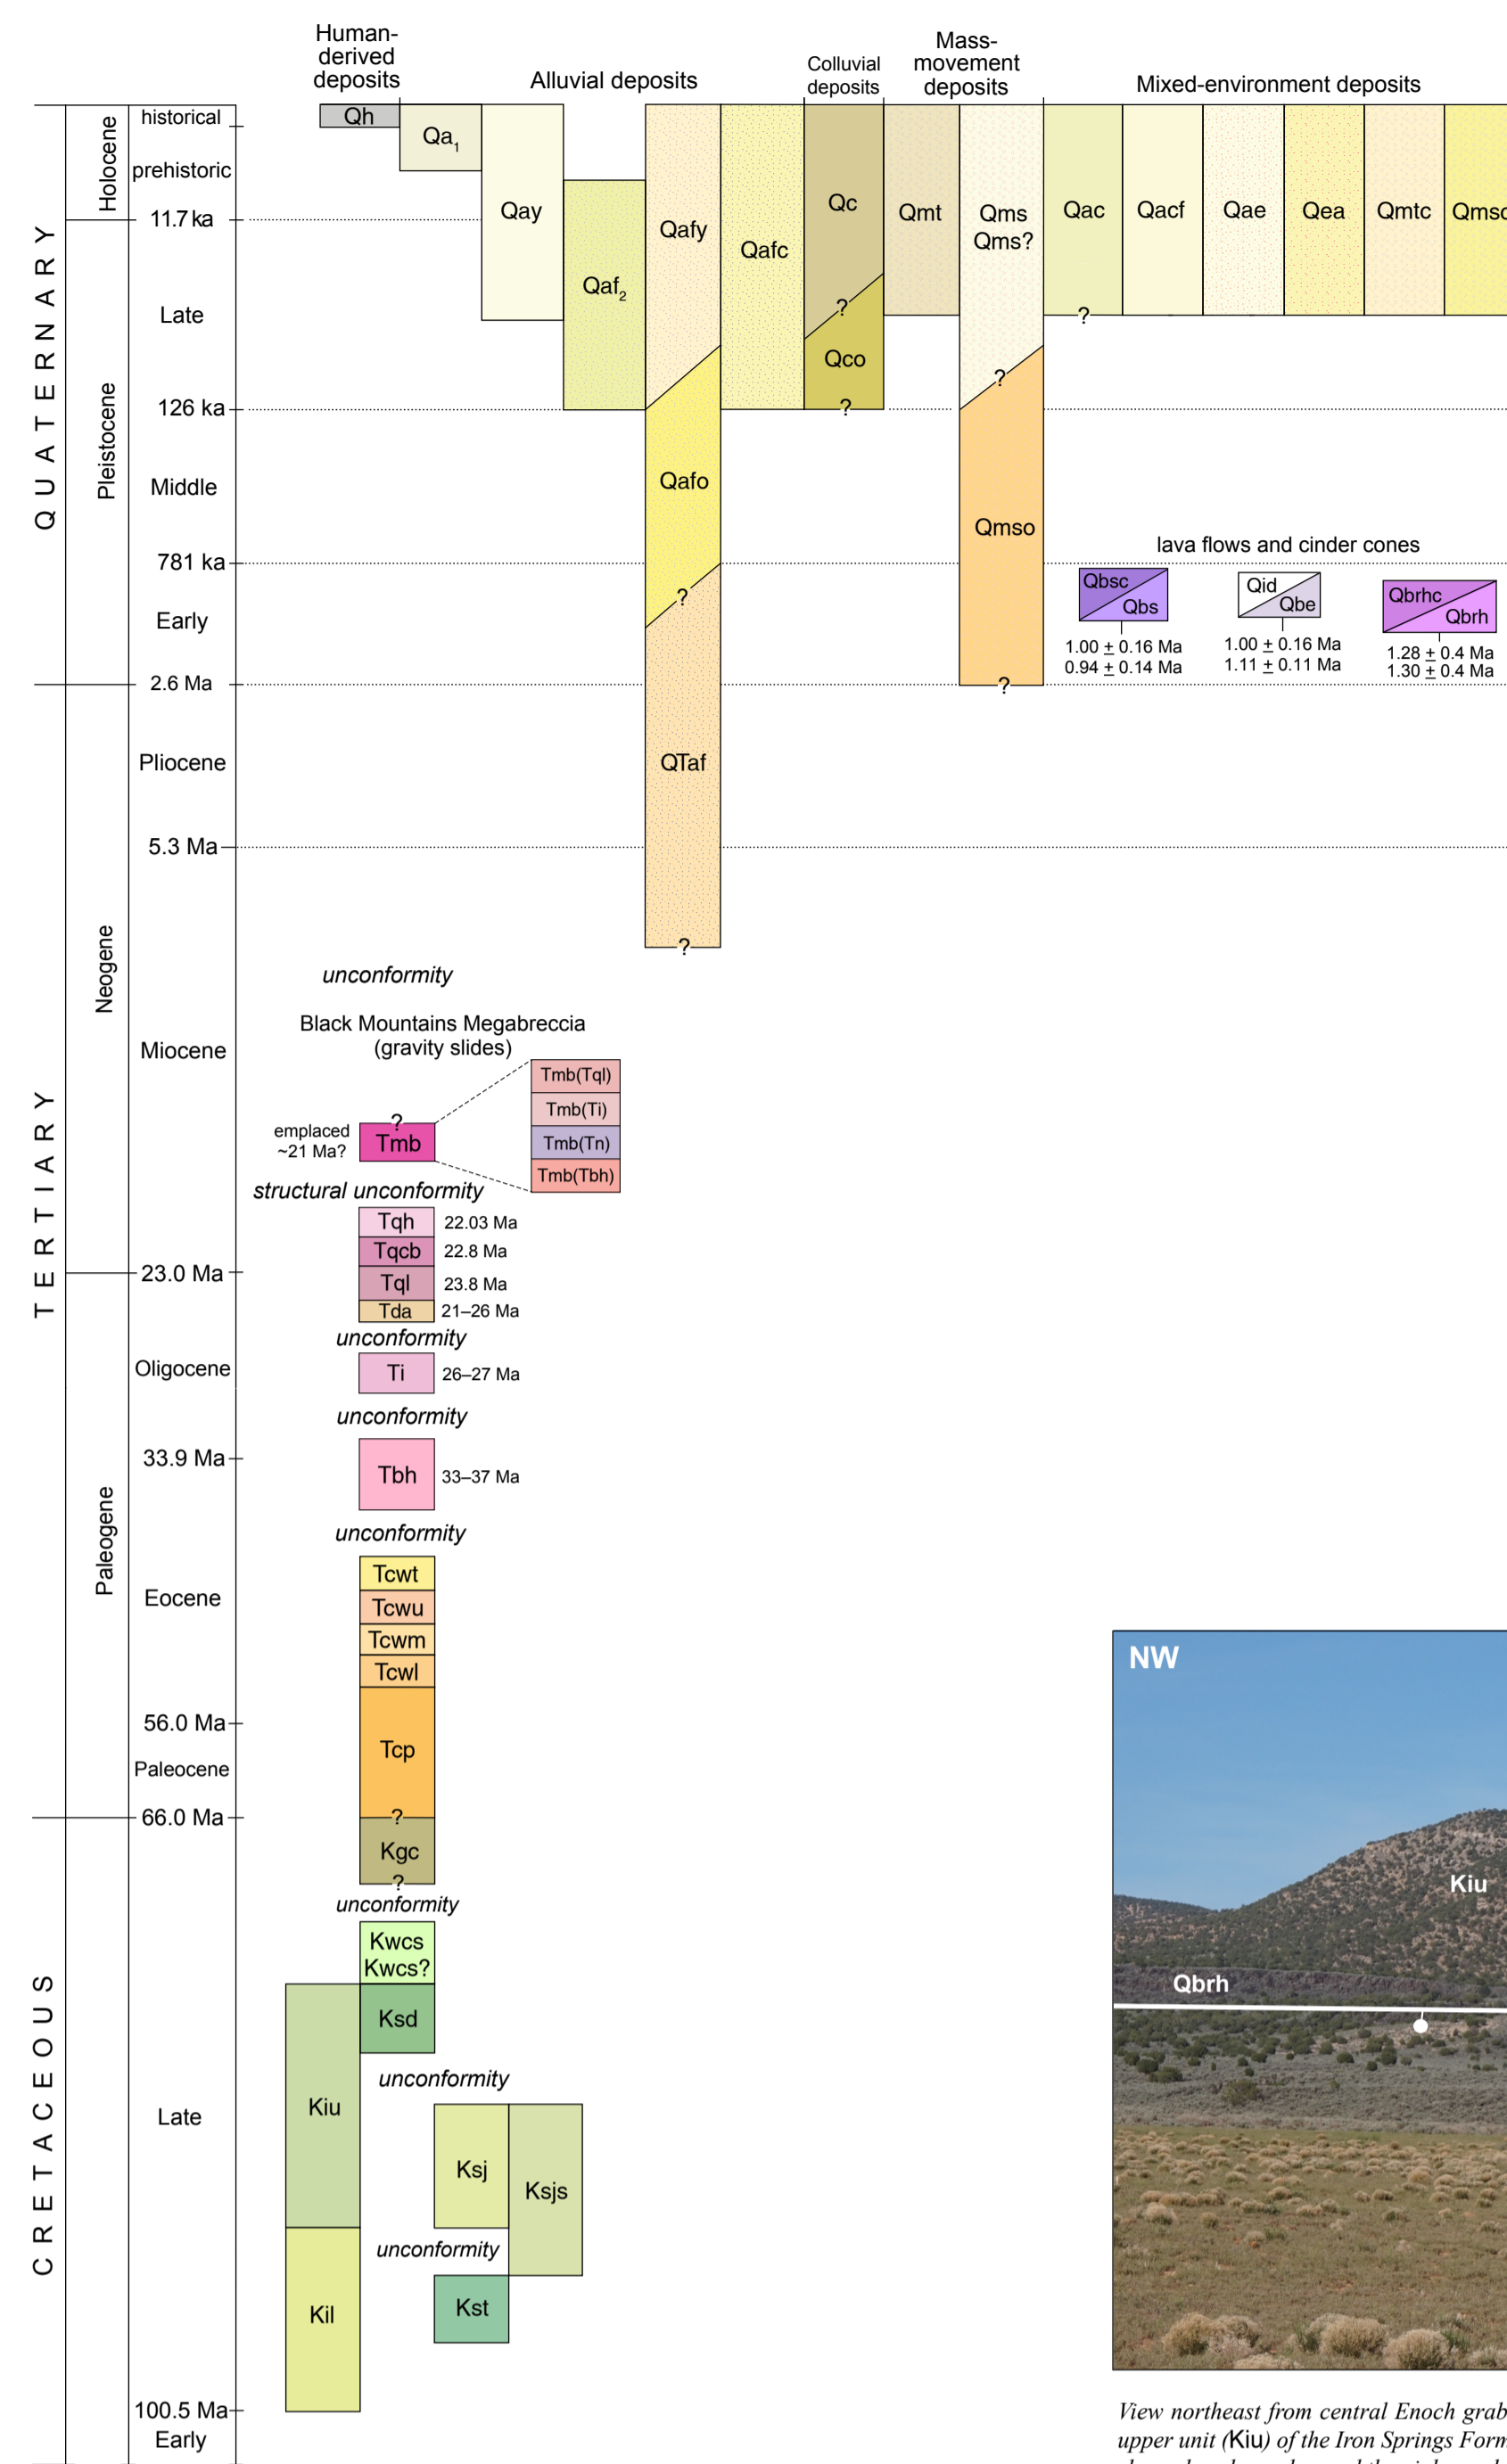 Human-
derived
deposits
Alluvial deposits
Colluvial
deposits
Mass-
movement
deposits
Mixed-environment deposits
QUATERNARY
Holocene
historical
prehistoric
11.7 ka
Pleistocene
Late
126 ka
Middle
781 ka
Early
2.6 Ma
TERTIARY
Neogene
Pliocene
5.3 Ma
Miocene
23.0 Ma
Paleogene
Oligocene
33.9 Ma
Eocene
56.0 Ma
Paleocene
66.0 Ma
CRETACEOUS
Late
100.5 Ma
Early
Qh
Qa1
Qay
Qaf2
Qafy
Qafo
?
QTaf
?
Qafc
Qc
?
Qco
?
Qmt
Qms
Qms?
?
Qmso
?
Qac
?
Qacf
Qae
Qea
Qmtc
Qmsc
lava flows and cinder cones
Qbsc
Qbs
1.00 ± 0.16 Ma
0.94 ± 0.14 Ma
Qid
Qbe
1.00 ± 0.16 Ma
1.11 ± 0.11 Ma
Qbrhc
Qbrh
1.28 ± 0.4 Ma
1.30 ± 0.4 Ma
unconformity
Black Mountains Megabreccia
(gravity slides)
Tmb(Tql)
Tmb(Ti)
Tmb(Tn)
Tmb(Tbh)
emplaced
~21 Ma?
?
Tmb
structural unconformity
Tqh 22.03 Ma
Tqcb 22.8 Ma
Tql 23.8 Ma
Tda 21–26 Ma
unconformity
Ti 26–27 Ma
unconformity
Tbh 33–37 Ma
unconformity
Tcwt
Tcwu
Tcwm
Tcwl
Tcp
?
Kgc
?
unconformity
Kwcs
Kwcs?
Ksd
Kiu
unconformity
Ksj
Ksjs
unconformity
Kil
Kst
NW
Kiu
Qbrh
View northeast from central Enoch grab
upper unit (Kiu) of the Iron Springs Form